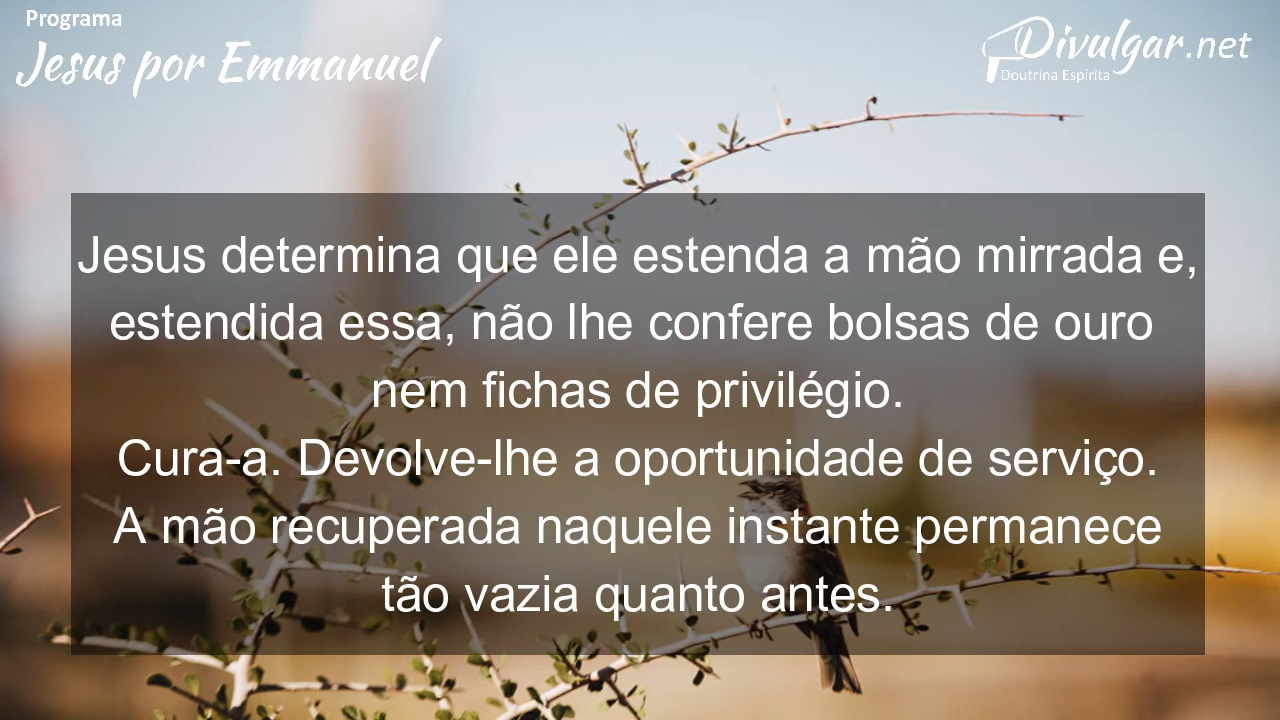 Programa
Jesus por Emmanuel
Divulgar.net
Doutrina Espírita
Jesus determina que ele estenda a mão mirrada e,
estendida essa, não lhe confere bolsas de ouro
nem fichas de privilégio.
Cura-a. Devolve-lhe a oportunidade de serviço.
A mão recuperada naquele instante permanece
tão vazia quanto antes.